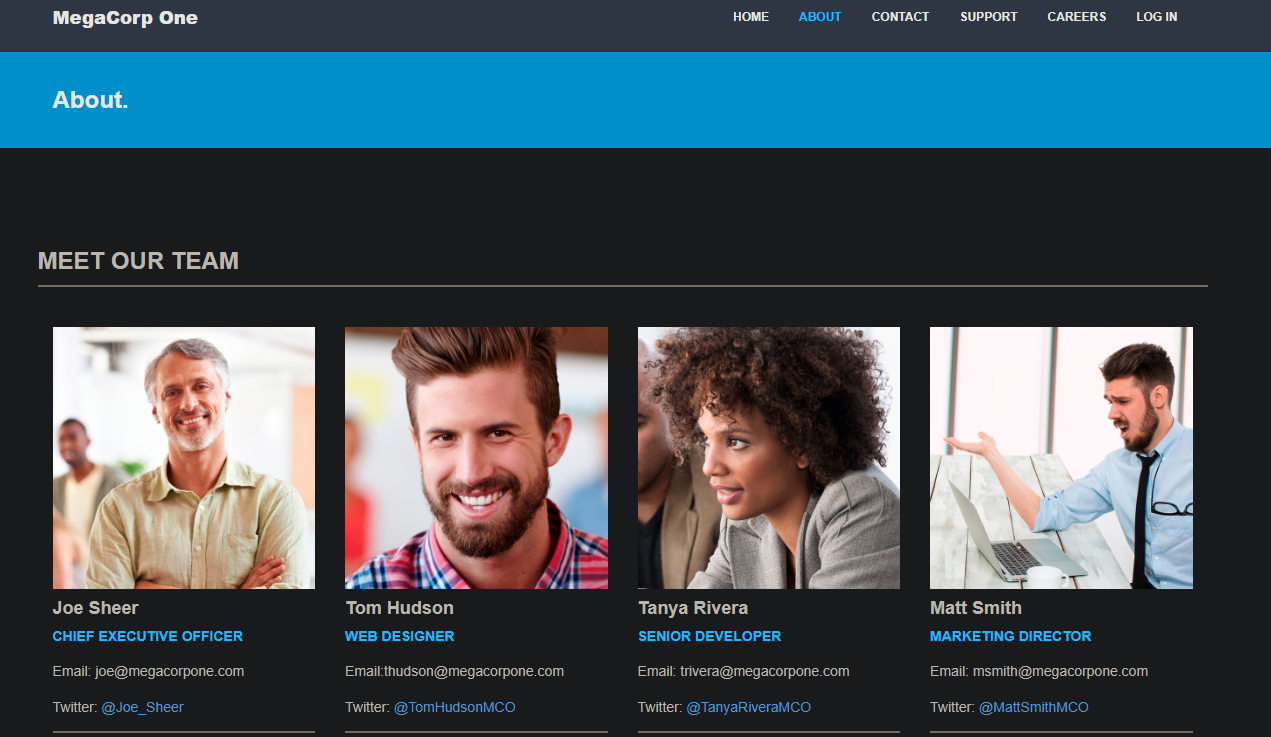 MegaCorp One
HOME ABOUT CONTACT SUPPORT CAREERS LOG IN
About.
MEET OUR TEAM
Joe Sheer
CHIEF EXECUTIVE OFFICER
Email: joe@megacorpone.com
Twitter: @Joe_Sheer
Tom Hudson
WEB DESIGNER
Email:thudson@megacorpone.com
Twitter: @TomHudsonMCO
Tanya Rivera
SENIOR DEVELOPER
Email: trivera@megacorpone.com
Twitter: @TanyaRiveraMCO
Matt Smith
MARKETING DIRECTOR
Email: msmith@megacorpone.com
Twitter: @MattSmithMCO